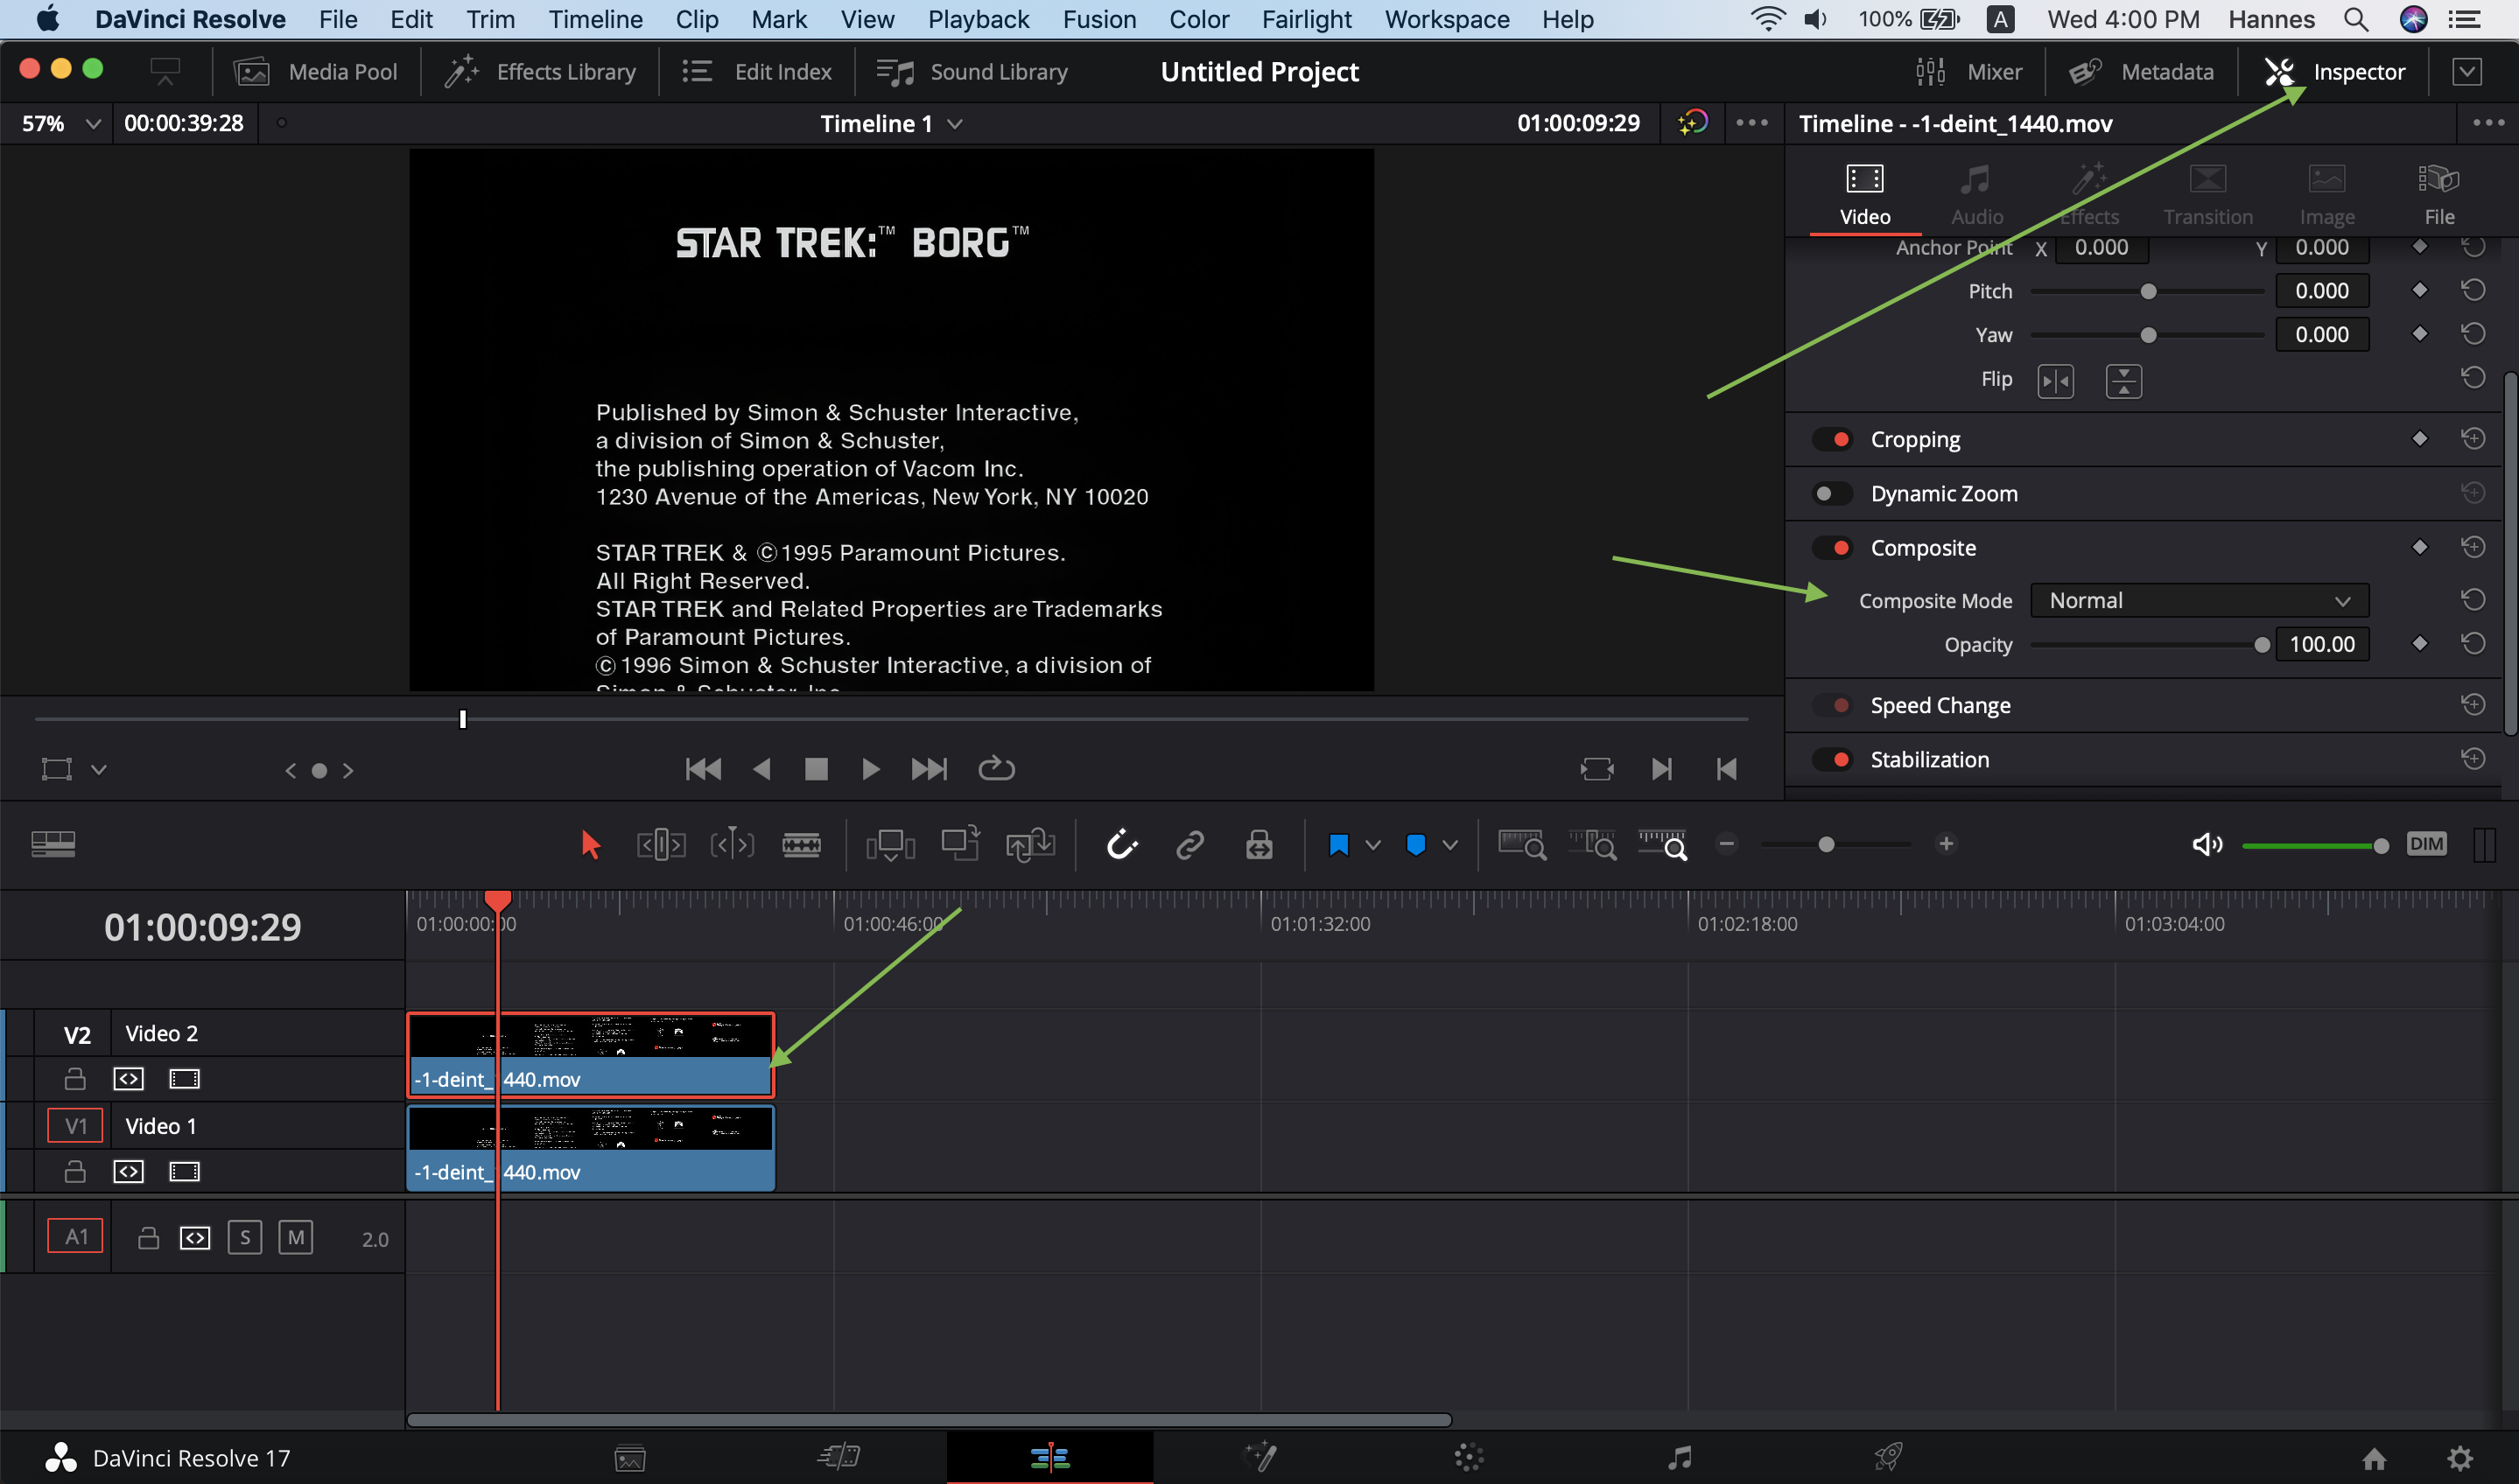 DaVinci Resolve File Edit Trim Timeline Clip Mark View Playback Fusion Color Fairlight Workspace Help 100% A Wed 4:00 PM Hannes
Media Pool Effects Library Edit Index Sound Library Untitled Project Mixer Metadata Inspector
57% 00:00:39:28 Timeline 1 01:00:09:29 Timeline - -1-deint_1440.mov
Video Audio Effects Transition Image File
STAR TREK:™ BORG™
Published by Simon & Schuster Interactive,
a division of Simon & Schuster,
the publishing operation of Vacom Inc.
1230 Avenue of the Americas, New York, NY 10020
STAR TREK & ©1995 Paramount Pictures.
All Right Reserved.
STAR TREK and Related Properties are Trademarks
of Paramount Pictures.
© 1996 Simon & Schuster Interactive, a division of
Simon & Schuster, Inc.
Anchor Point X 0.000 Y 0.000
Pitch 0.000
Yaw 0.000
Flip
Cropping
Dynamic Zoom
Composite
Composite Mode Normal
Opacity 100.00
Speed Change
Stabilization
DIM
01:00:09:29 01:00:00:00 01:00:46:00 01:01:32:00 01:02:18:00 01:03:04:00
V2 Video 2
-1-deint_1440.mov
V1 Video 1
-1-deint_1440.mov
A1 S M 2.0
DaVinci Resolve 17